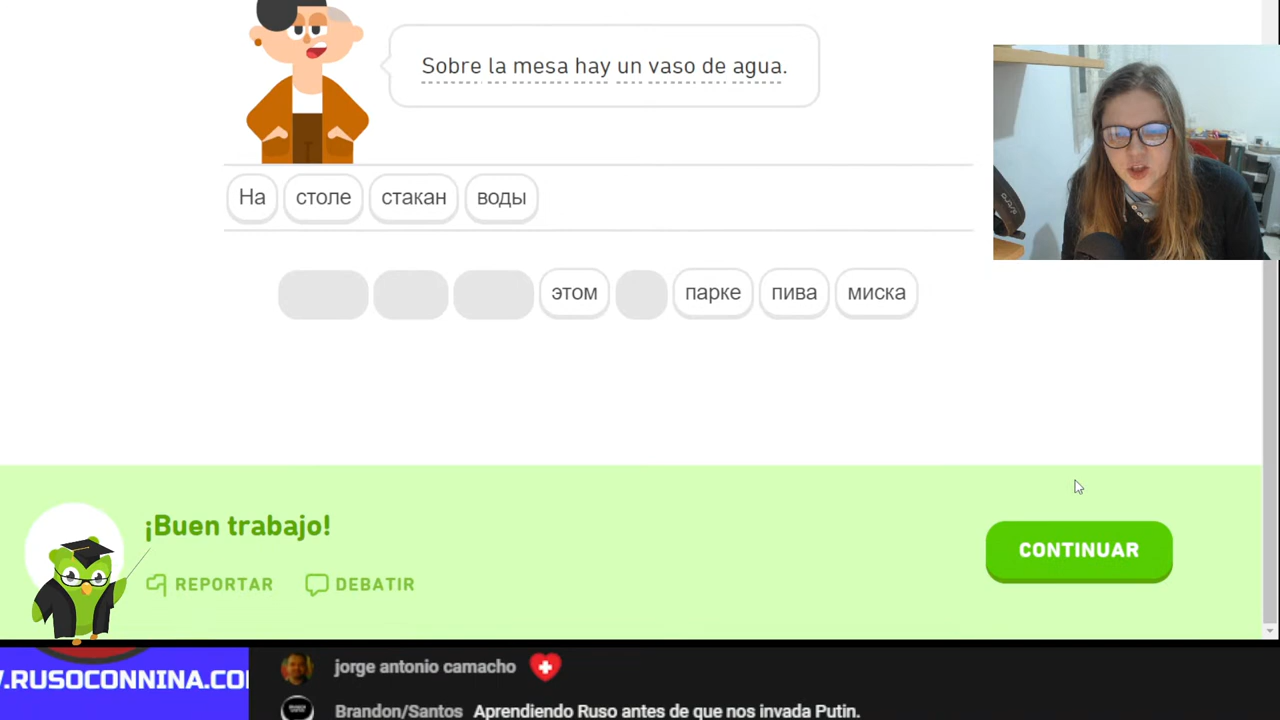 Sobre la mesa hay un vaso de agua.
На столе стакан воды
этом парке пива миска
¡Buen trabajo!
REPORTAR DEBATIR
CONTINUAR
jorge antonio camacho
.RUSOCONNINA.CO
Brandon/Santos Aprendiendo Ruso antes de que nos invada Putin.